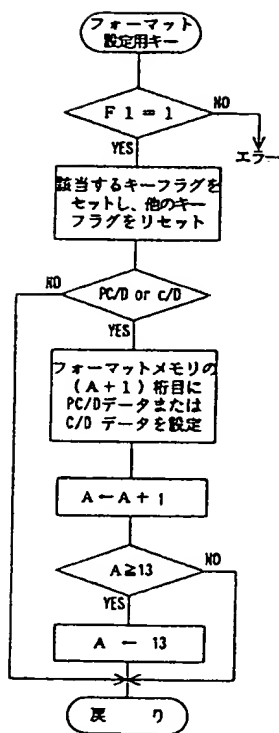 フォーマット
設定用キー
F1=1
NO
YES
エラー
該当するキーフラグを
セットし、他のキー
フラグをリセット
NO
PC/D or c/D
YES
フォーマットメモリの
(A+1)桁目に
PC/Dデータまたは
C/Dデータを設定
A←A+1
A≧13
NO
YES
A ← 13
戻 り